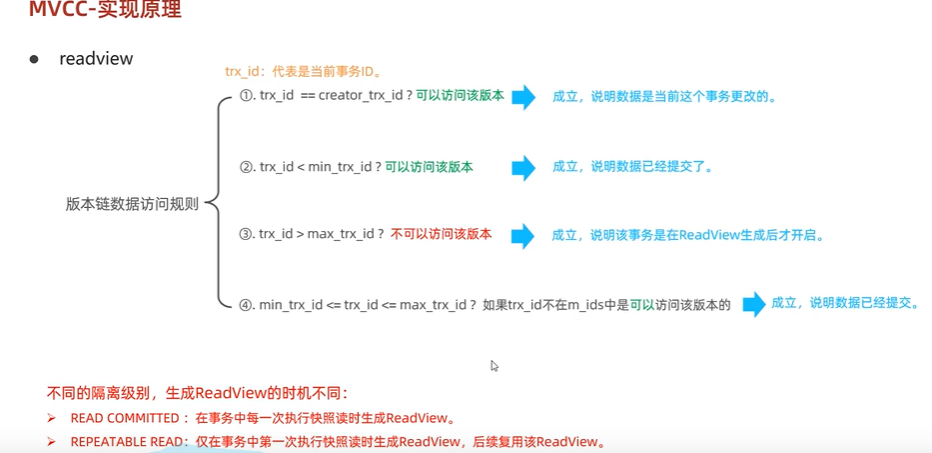 MVCC-实现原理
● readview
trx_id：代表是当前事务ID。
①. trx_id == creator_trx_id ? 可以访问该版本 成立，说明数据是当前这个事务更改的。
②. trx_id < min_trx_id ? 可以访问该版本 成立，说明数据已经提交了。
版本链数据访问规则
③. trx_id > max_trx_id ? 不可以访问该版本 成立，说明该事务是在ReadView生成后才开启。
④. min_trx_id <= trx_id <= max_trx_id ? 如果trx_id不在m_ids中是可以访问该版本的 成立，说明数据已经提交。
不同的隔离级别，生成ReadView的时机不同：
➢ READ COMMITTED ：在事务中每一次执行快照读时生成ReadView。
➢ REPEATABLE READ：仅在事务中第一次执行快照读时生成ReadView，后续复用该ReadView。